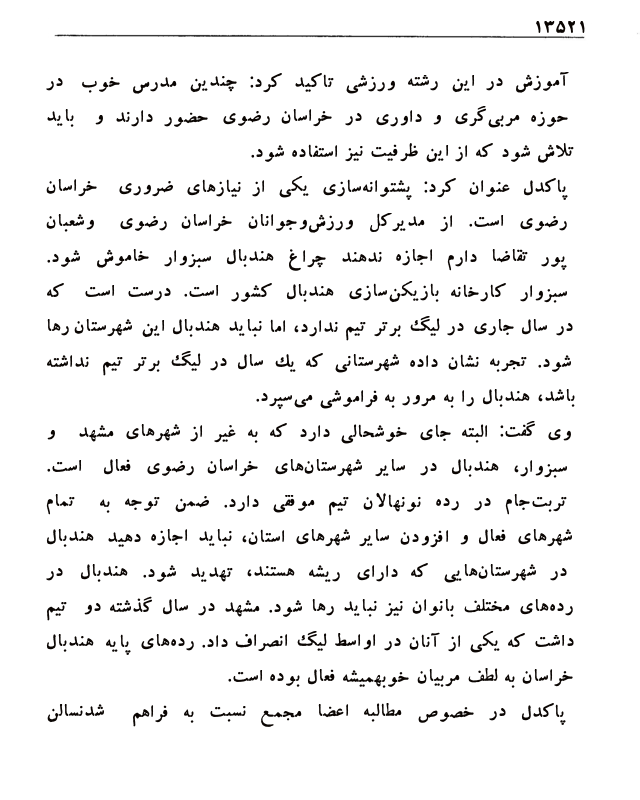 ۱۳۵۲۱
آموزش در این رشته ورزشی تاکید کرد: چندین مدرس خوب در
حوزه مربی‌گری و داوری در خراسان رضوی حضور دارند و باید
تلاش شود که از این ظرفیت نیز استفاده شود.
پاکدل عنوان کرد: پشتوانه‌سازی یکی از نیازهای ضروری خراسان
رضوی است. از مدیرکل ورزش‌وجوانان خراسان رضوی وشعبان
پور تقاضا دارم اجازه ندهند چراغ هندبال سبزوار خاموش شود.
سبزوار کارخانه بازیکن‌سازی هندبال کشور است. درست است که
در سال جاری در لیگ برتر تیم ندارد، اما نباید هندبال این شهرستان‌رها
شود. تجربه نشان داده شهرستانی که یك سال در لیگ برتر تیم نداشته
باشد، هندبال را به مرور به فراموشی می‌سپرد.
وی گفت: البته جای خوشحالی دارد که به غیر از شهرهای مشهد و
سبزوار، هندبال در سایر شهرستان‌های خراسان رضوی فعال است.
تربت‌جام در رده نونهالان تیم موفقی دارد. ضمن توجه به تمام
شهرهای فعال و افزودن سایر شهرهای استان، نباید اجازه دهید هندبال
در شهرستان‌هایی که دارای ریشه هستند، تهدید شود. هندبال در
رده‌های مختلف بانوان نیز نباید رها شود. مشهد در سال گذشته دو تیم
داشت که یکی از آنان در اواسط لیگ انصراف داد. رده‌های پایه هندبال
خراسان به لطف مربیان خوبهمیشه فعال بوده است.
پاکدل در خصوص مطالبه اعضا مجمع نسبت به فراهم شدنسالن